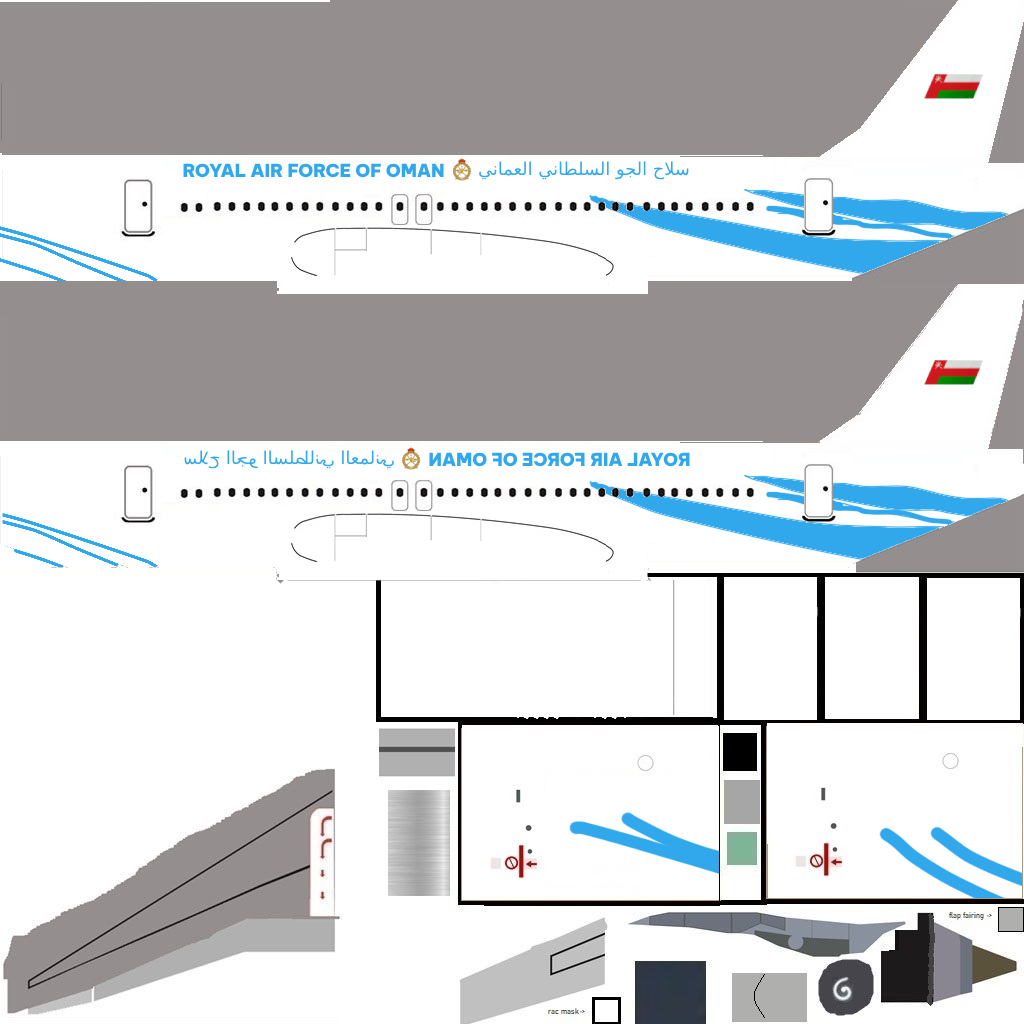 ROYAL AIR FORCE OF OMAN سلاح الجو السلطاني العماني
سلاح الجو السلطاني العماني ROYAL AIR FORCE OF OMAN
flap fairing ->
rac mask->